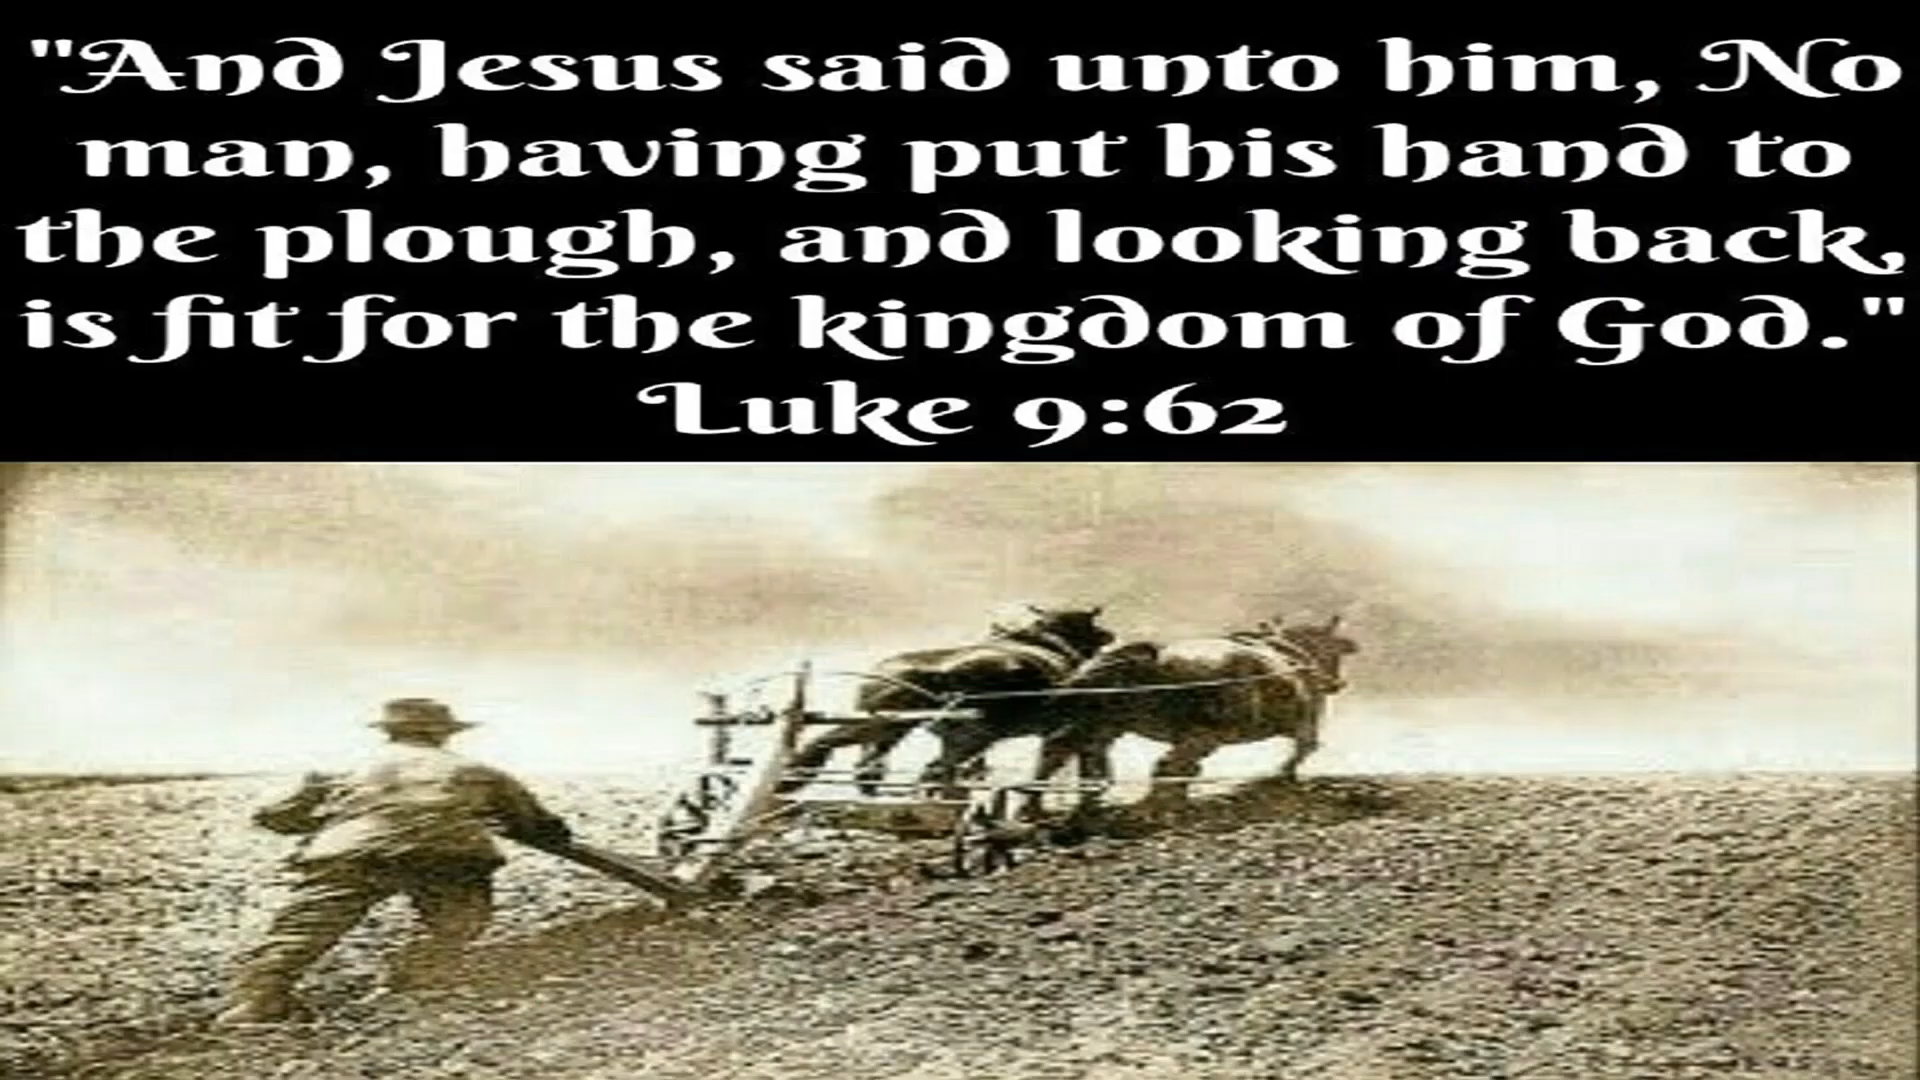 "And Jesus said unto him, No
man, having put his hand to
the plough, and looking back,
is fit for the kingdom of God."
Luke 9:62